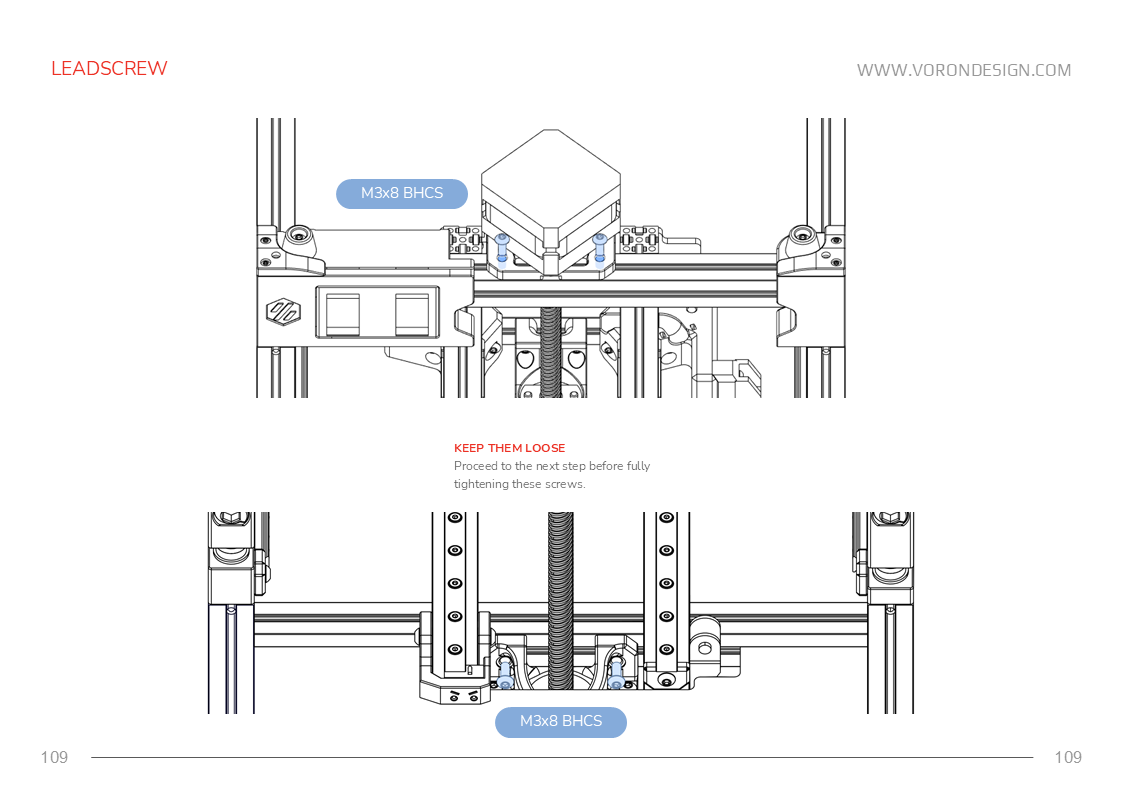 LEADSCREW
WWW.VORONDESIGN.COM
M3x8 BHCS
KEEP THEM LOOSE
Proceed to the next step before fully
tightening these screws.
M3x8 BHCS
109
109